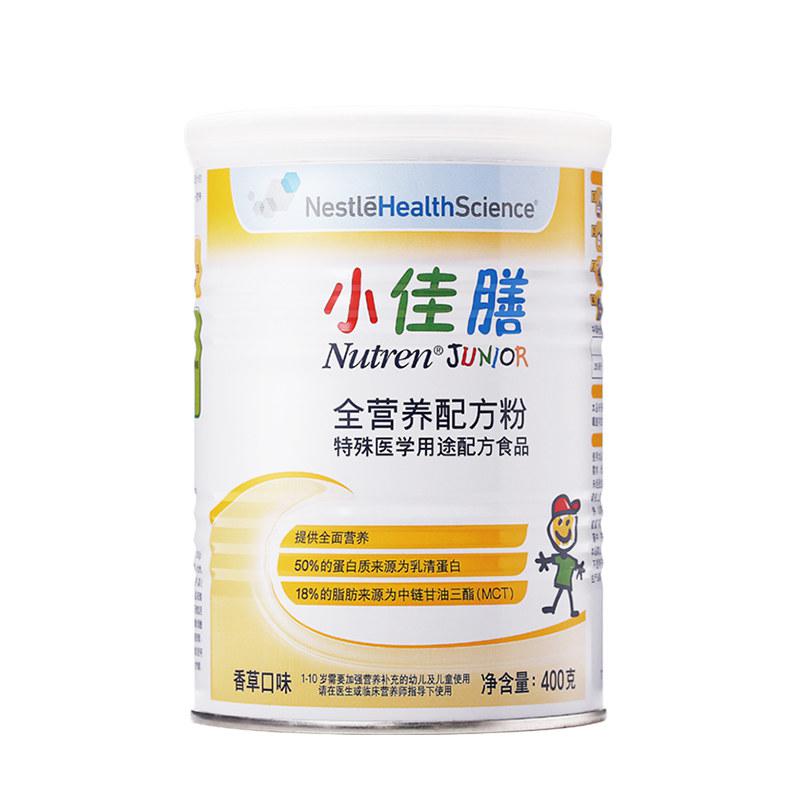 NestléHealthScience®
小佳膳
Nutren® JUNIOR
全营养配方粉
特殊医学用途配方食品
提供全面营养
50%的蛋白质来源为乳清蛋白
18%的脂肪来源为中链甘油三酯(MCT)
香草口味
1-10 岁需要加强营养补充的幼儿及儿童使用
请在医生或临床营养师指导下使用
净含量：400克